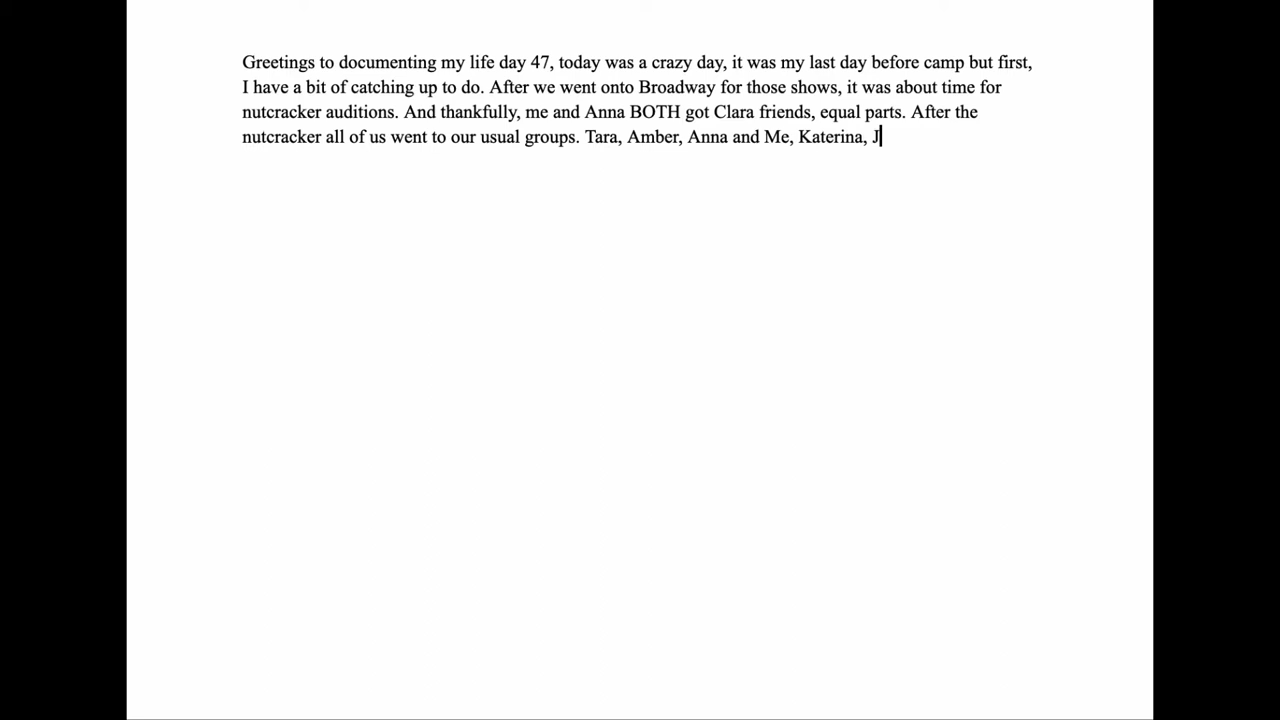 Greetings to documenting my life day 47, today was a crazy day, it was my last day before camp but first,
I have a bit of catching up to do. After we went onto Broadway for those shows, it was about time for
nutcracker auditions. And thankfully, me and Anna BOTH got Clara friends, equal parts. After the
nutcracker all of us went to our usual groups. Tara, Amber, Anna and Me, Katerina, J